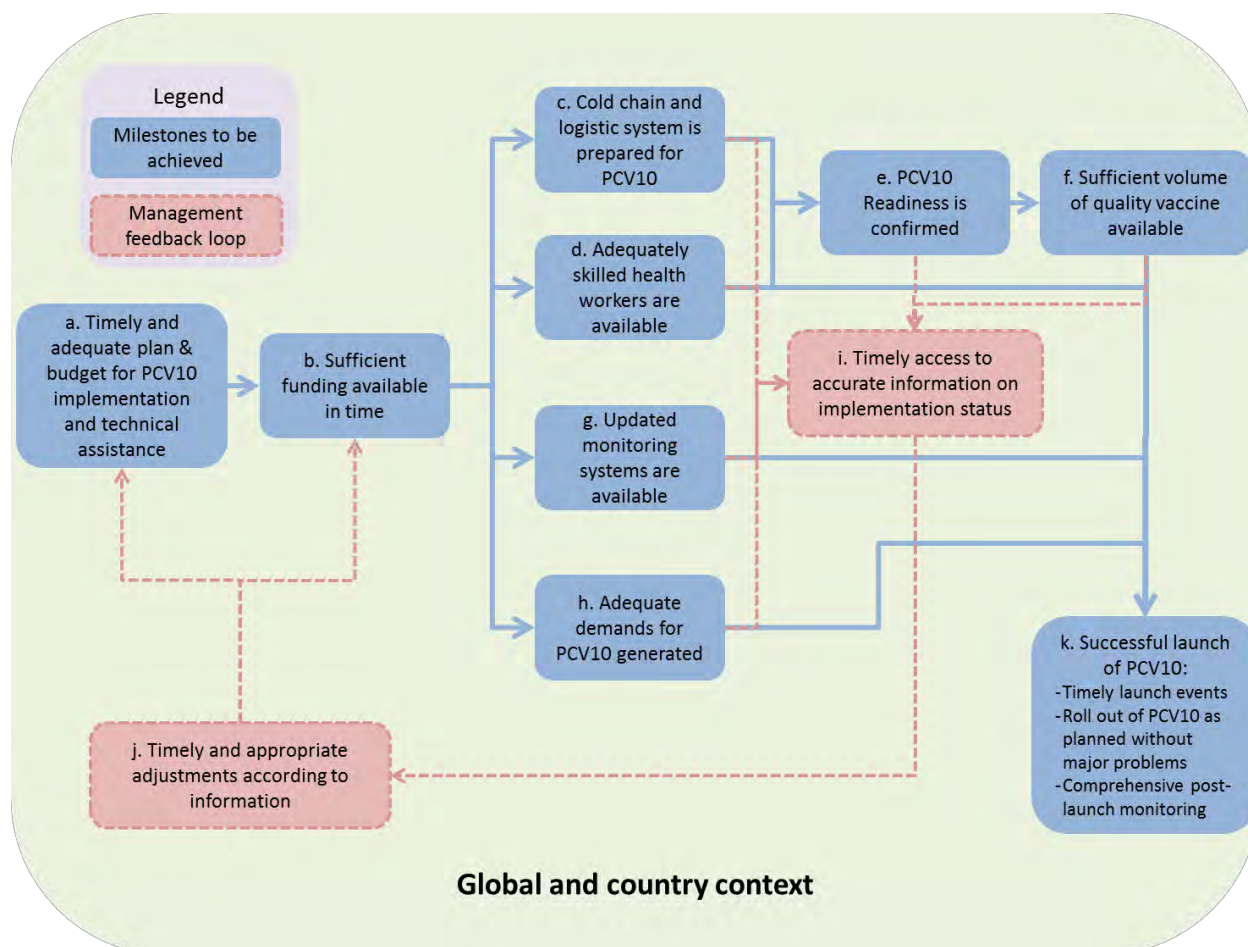 Legend
Milestones to be
achieved
Management
feedback loop
a. Timely and
adequate plan &
budget for PCV10
implementation
and technical
assistance
b. Sufficient
funding available
in time
c. Cold chain and
logistic system is
prepared for
PCV10
d. Adequately
skilled health
workers are
available
e. PCV10
Readiness is
confirmed
f. Sufficient volume
of quality vaccine
available
g. Updated
monitoring
systems are
available
h. Adequate
demands for
PCV10 generated
i. Timely access to
accurate information on
implementation status
j. Timely and appropriate
adjustments according to
information
k. Successful launch
of PCV10:
-Timely launch events
-Roll out of PCV10 as
planned without
major problems
-Comprehensive post-
launch monitoring
Global and country context